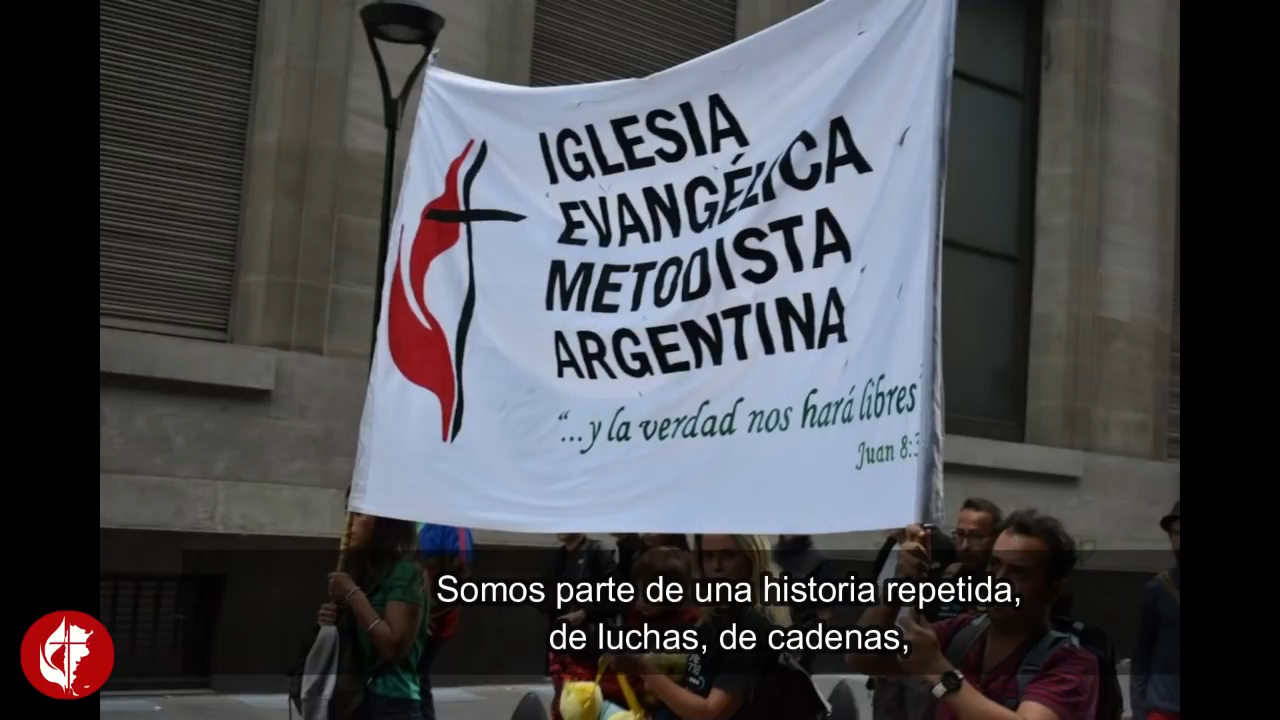 IGLESIA
EVANGÉLICA
METODISTA
ARGENTINA
“...y la verdad nos hará libres
Juan 8:3
Somos parte de una historia repetida,
de luchas, de cadenas,